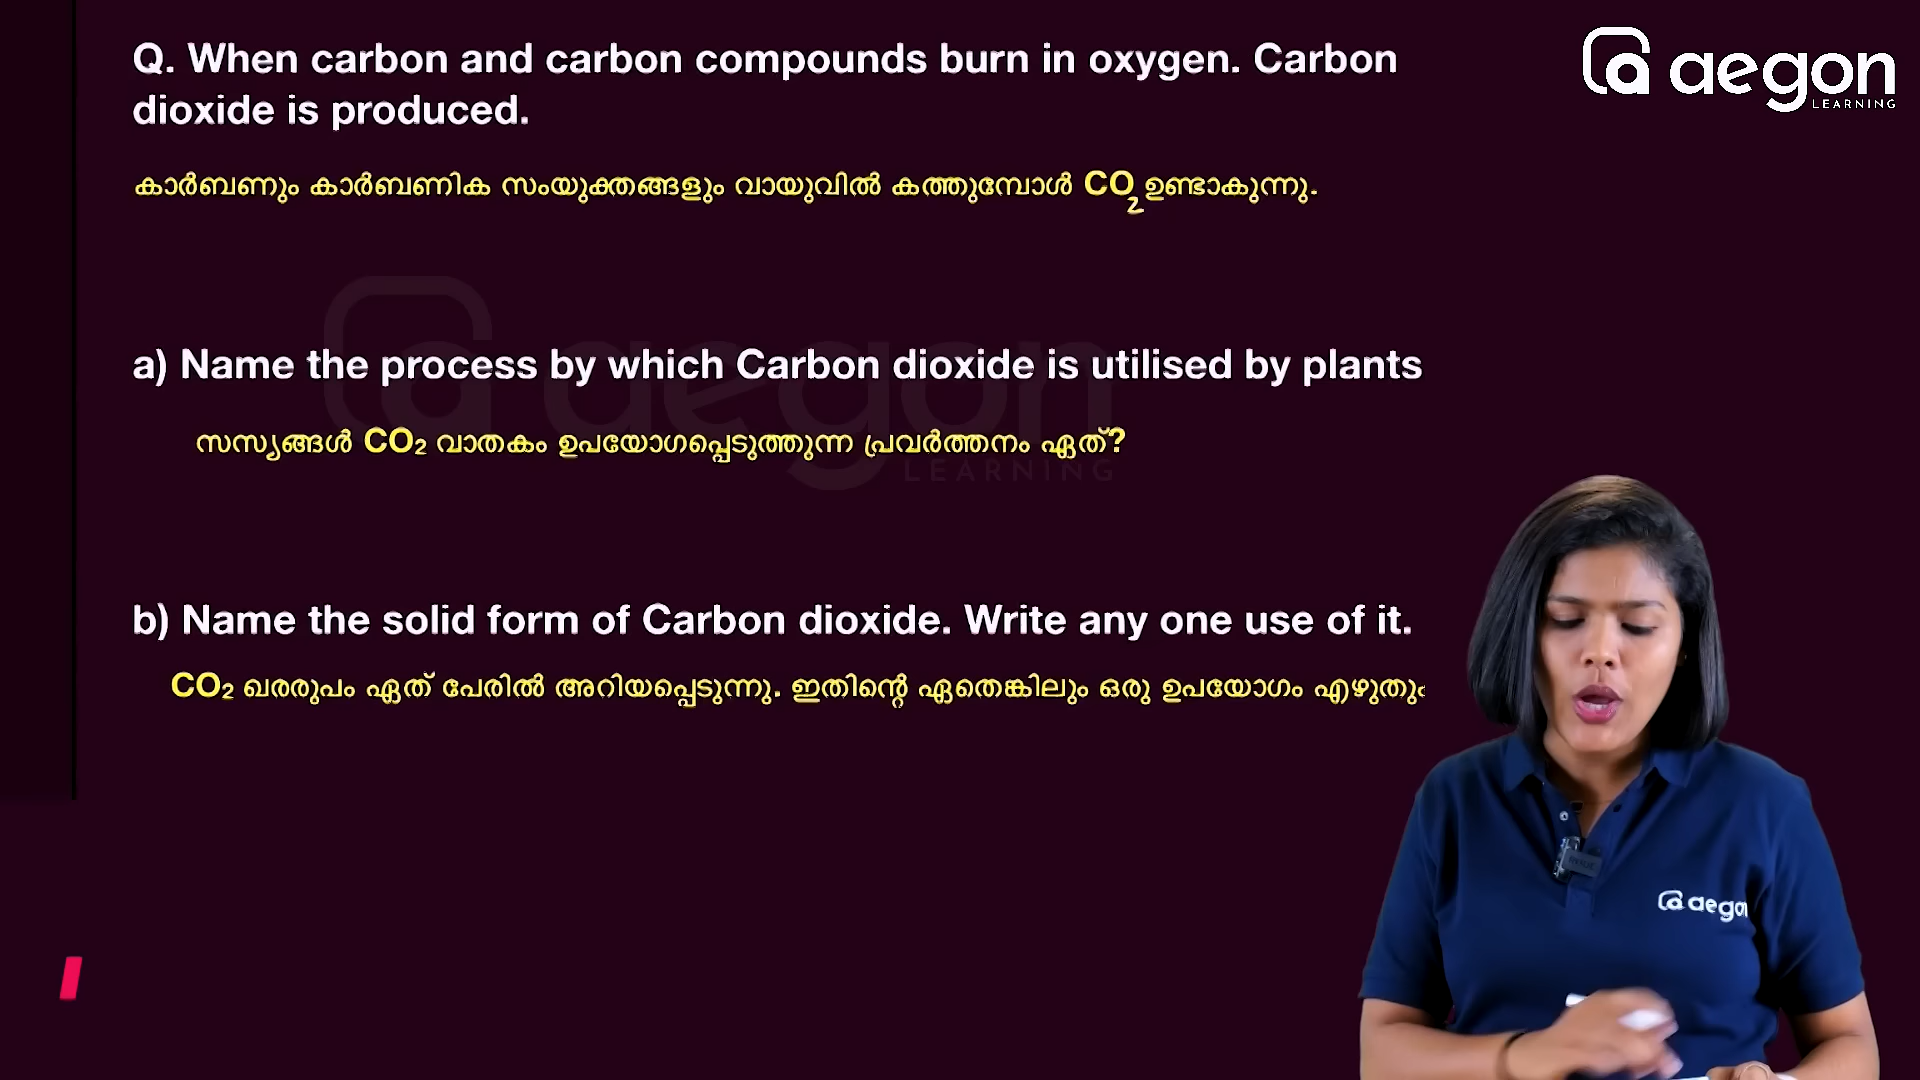 Q. When carbon and carbon compounds burn in oxygen. Carbon
dioxide is produced.
കാർബണും കാർബണിക സംയുക്തങ്ങളും വായുവിൽ കത്തുമ്പോൾ CO2 ഉണ്ടാകുന്നു.
a) Name the process by which Carbon dioxide is utilised by plants
സസ്യങ്ങൾ CO₂ വാതകം ഉപയോഗപ്പെടുത്തുന്ന പ്രവർത്തനം ഏത്?
b) Name the solid form of Carbon dioxide. Write any one use of it.
CO₂ ഖരരുപം ഏത് പേരിൽ അറിയപ്പെടുന്നു. ഇതിന്റെ ഏതെങ്കിലും ഒരു ഉപയോഗം
aegon
LEARNING
aegon
LEARNING
aegon